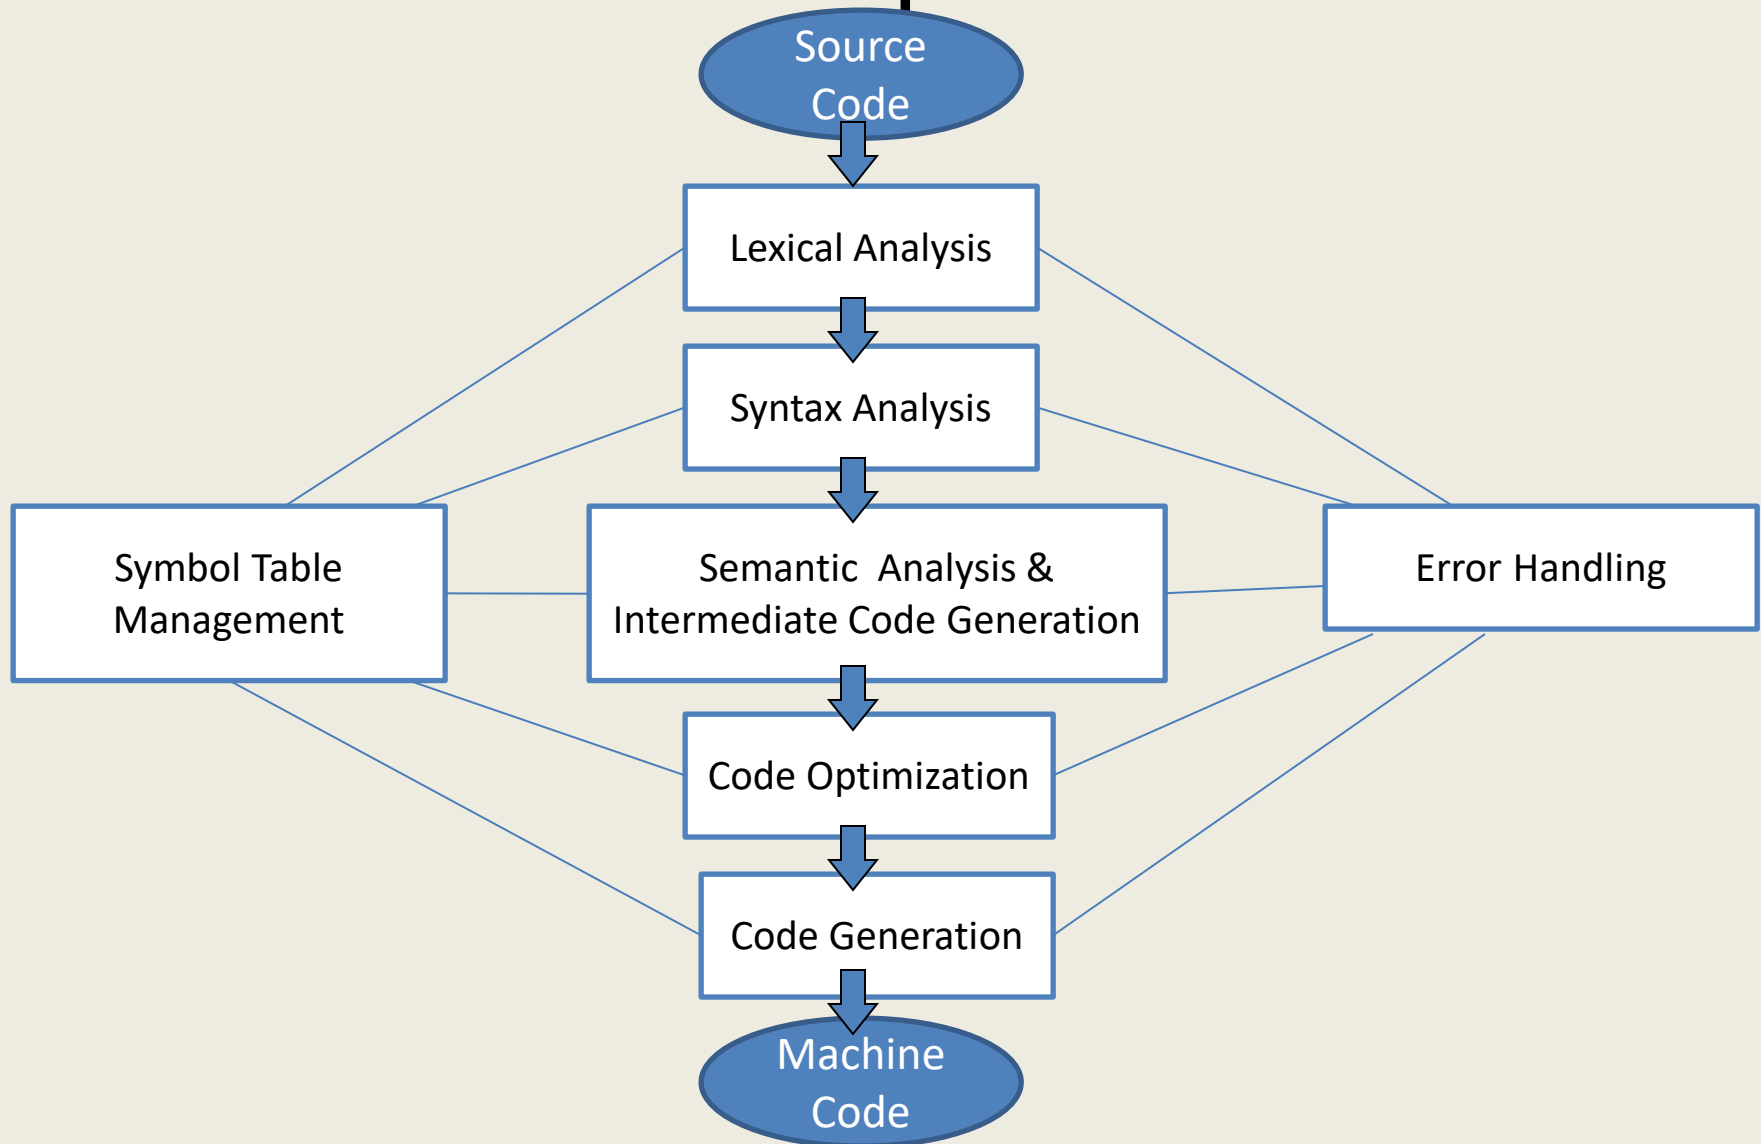 Source
Code
Lexical Analysis
Syntax Analysis
Symbol Table
Management
Semantic  Analysis &
Intermediate Code Generation
Error Handling
Code Optimization
Code Generation
Machine
Code